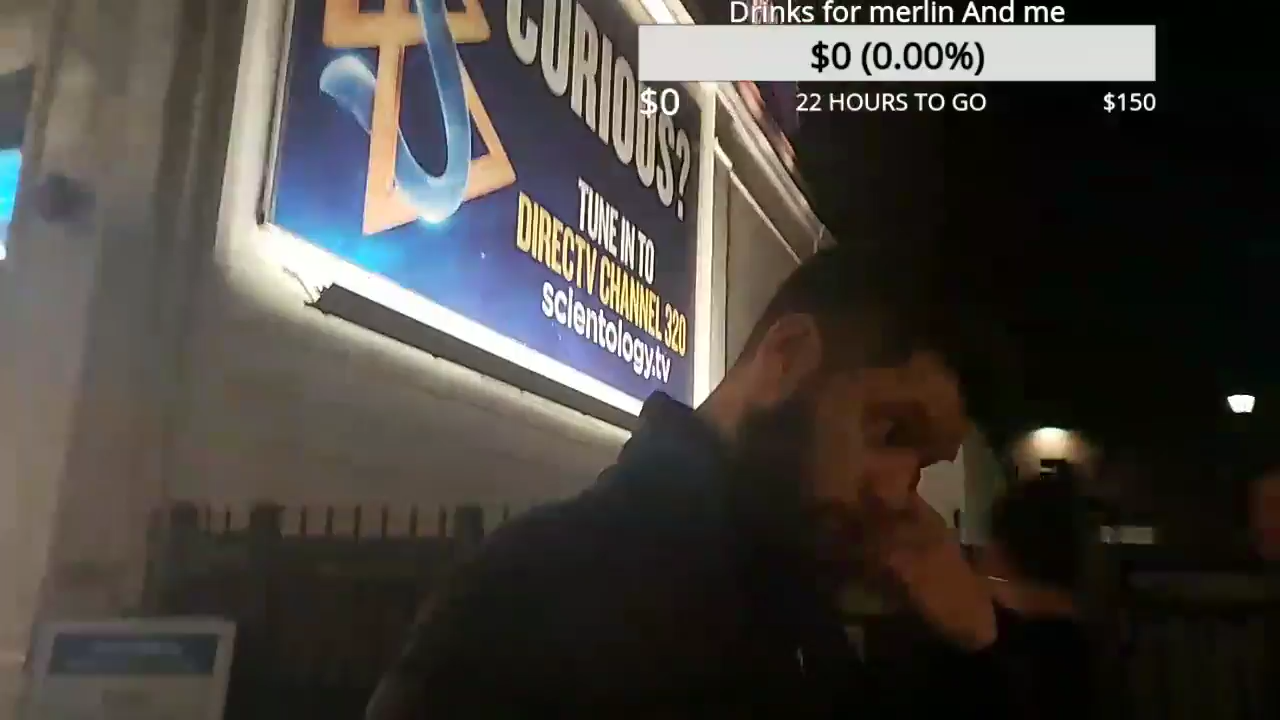 Drinks for merlin And me
$0 (0.00%)
$0 22 HOURS TO GO $150
CURIOUS?
TUNE IN TO
DIRECTV CHANNEL 320
scientology.tv